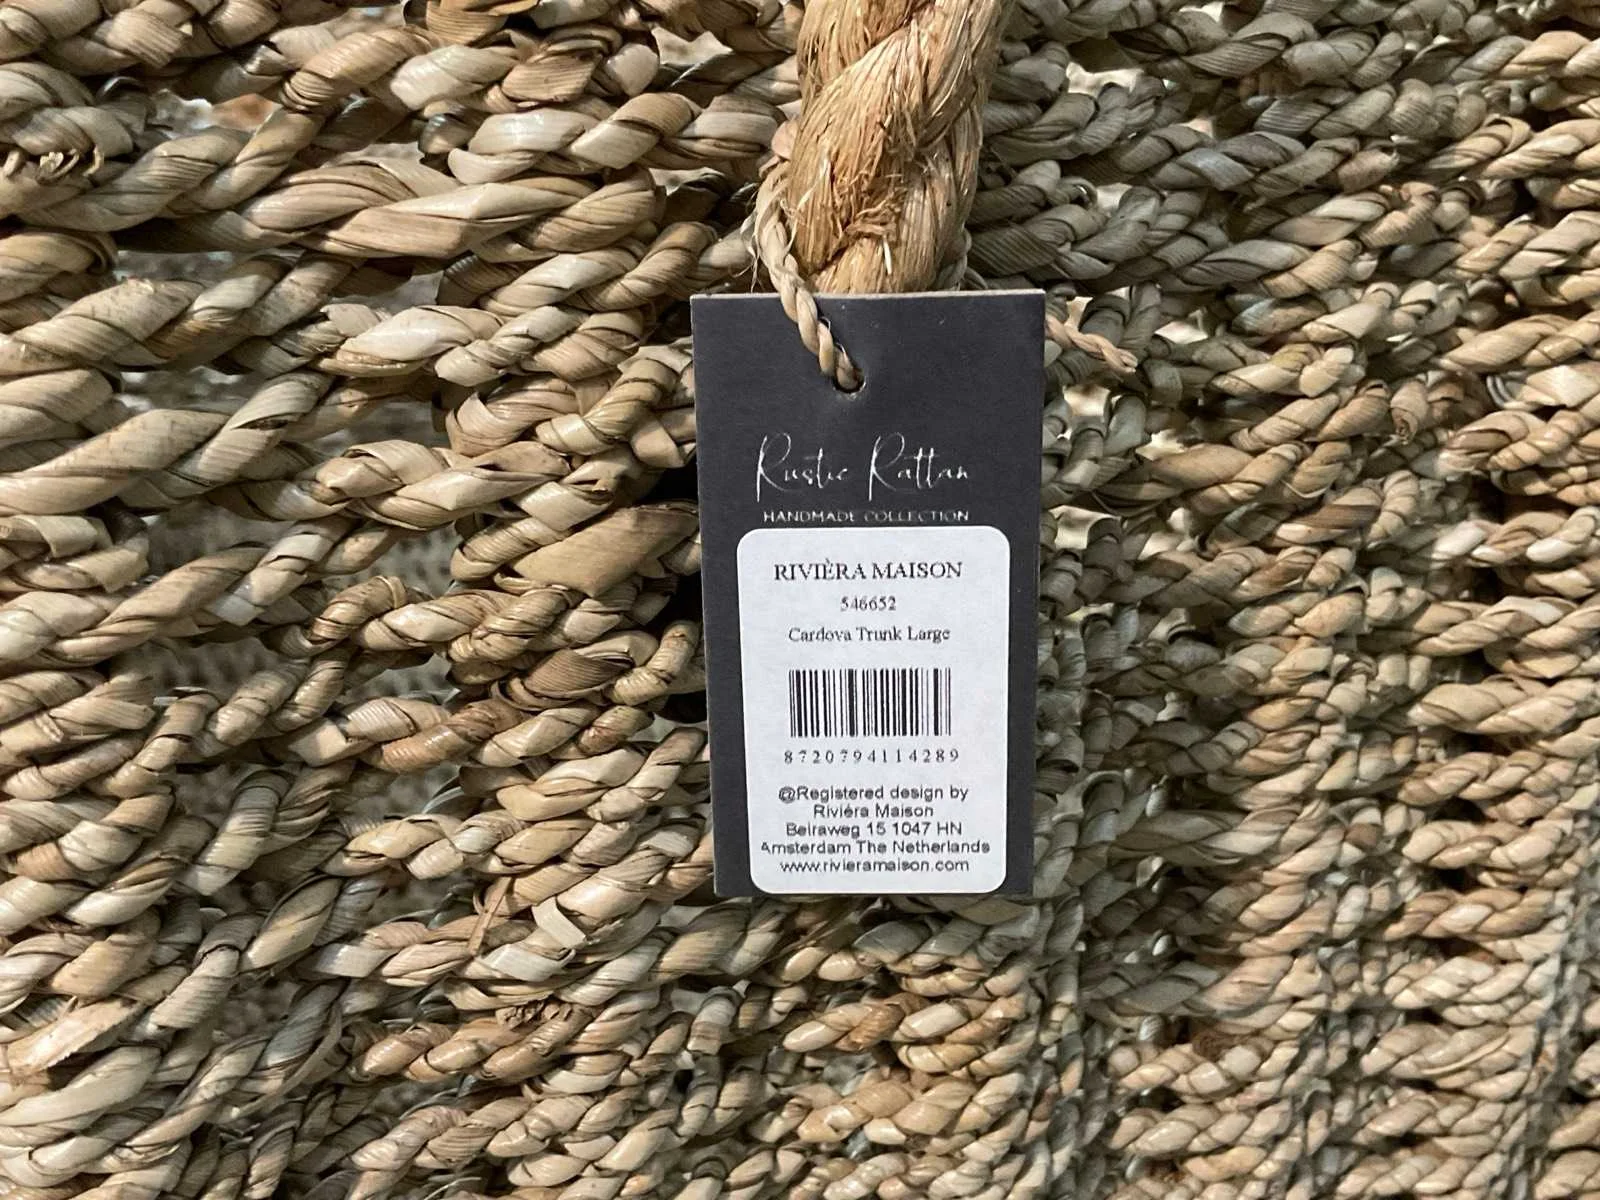 Rustic Rattan
HANDMADE COLLECTION
RIVIÈRA MAISON
546652
Cardova Trunk Large
8720794114289
@Registered design by
Rivièra Maison
Beiraweg 15 1047 HN
Amsterdam The Netherlands
www.rivieramaison.com